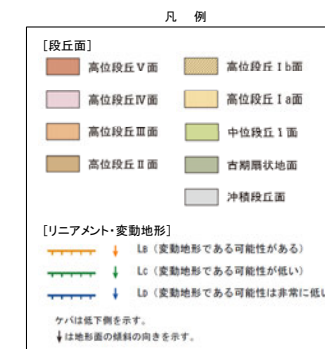 凡 例
[段丘面]
高位段丘Ⅴ面
高位段丘Ⅰb面
高位段丘Ⅳ面
高位段丘Ⅰa面
高位段丘Ⅲ面
中位段丘Ⅰ面
高位段丘Ⅱ面
古期扇状地面
沖積段丘面
[リニアメント・変動地形]
LB (変動地形である可能性がある)
LC (変動地形である可能性が低い)
LD (変動地形である可能性は非常に低い
ケバは低下側を示す。
↓は地形面の傾斜の向きを示す。